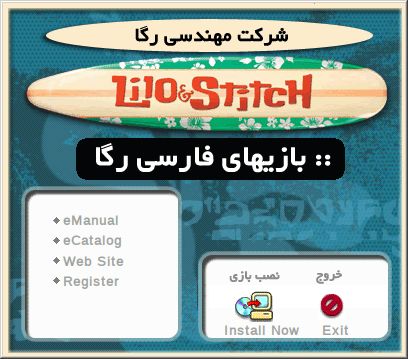 شرکت مهندسی رگا
Lilo & Stitch
:: بازیهای فارسی رگا
eManual
eCatalog
Web Site
Register
نصب بازی
خروج
Install Now
Exit